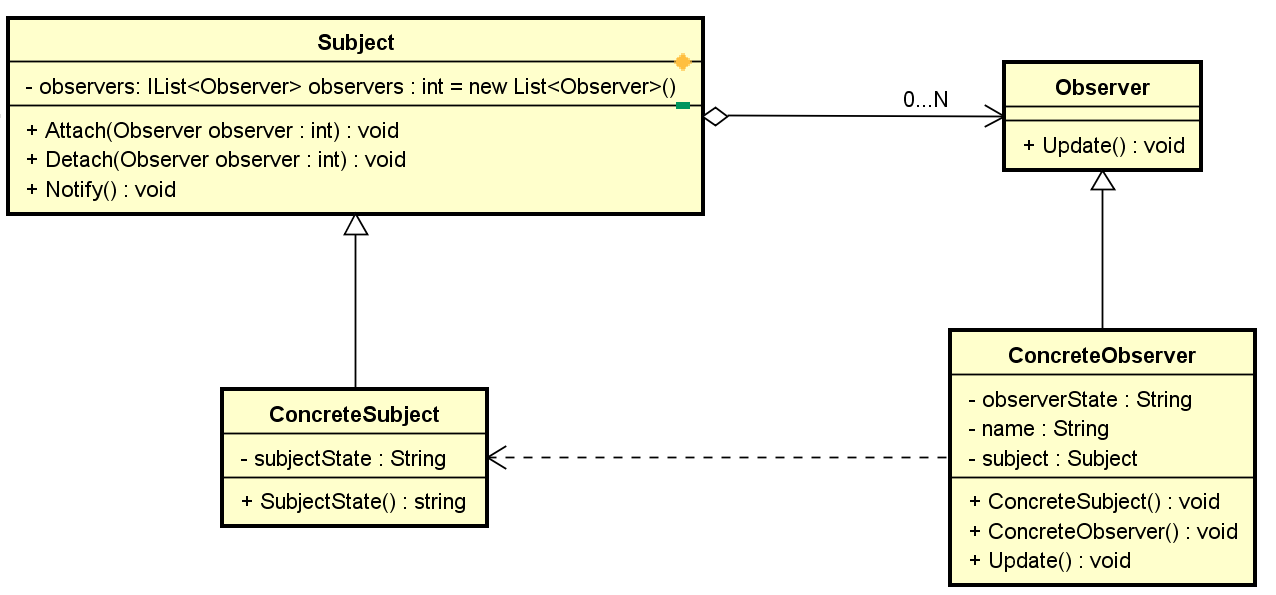 Subject
- observers: IList<Observer> observers : int = new List<Observer>()
+ Attach(Observer observer : int) : void
+ Detach(Observer observer : int) : void
+ Notify() : void
0...N
Observer
+ Update() : void
ConcreteSubject
- subjectState : String
+ SubjectState() : string
ConcreteObserver
- observerState : String
- name : String
- subject : Subject
+ ConcreteSubject() : void
+ ConcreteObserver() : void
+ Update() : void